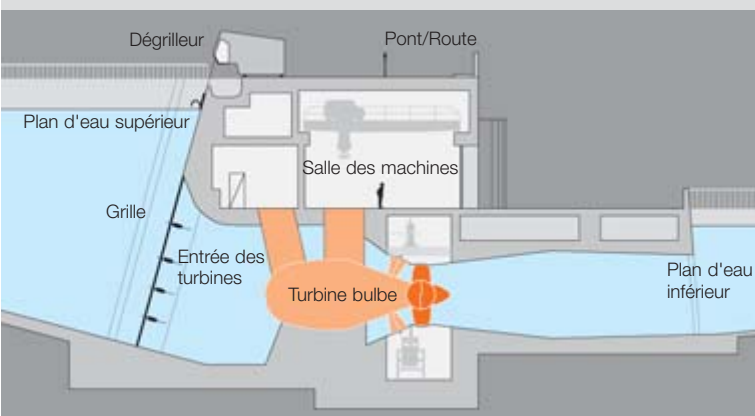 Dégrilleur
Pont/Route
Plan d'eau supérieur
Salle des machines
Grille
Entrée des
turbines
Turbine bulbe
Plan d'eau
inférieur